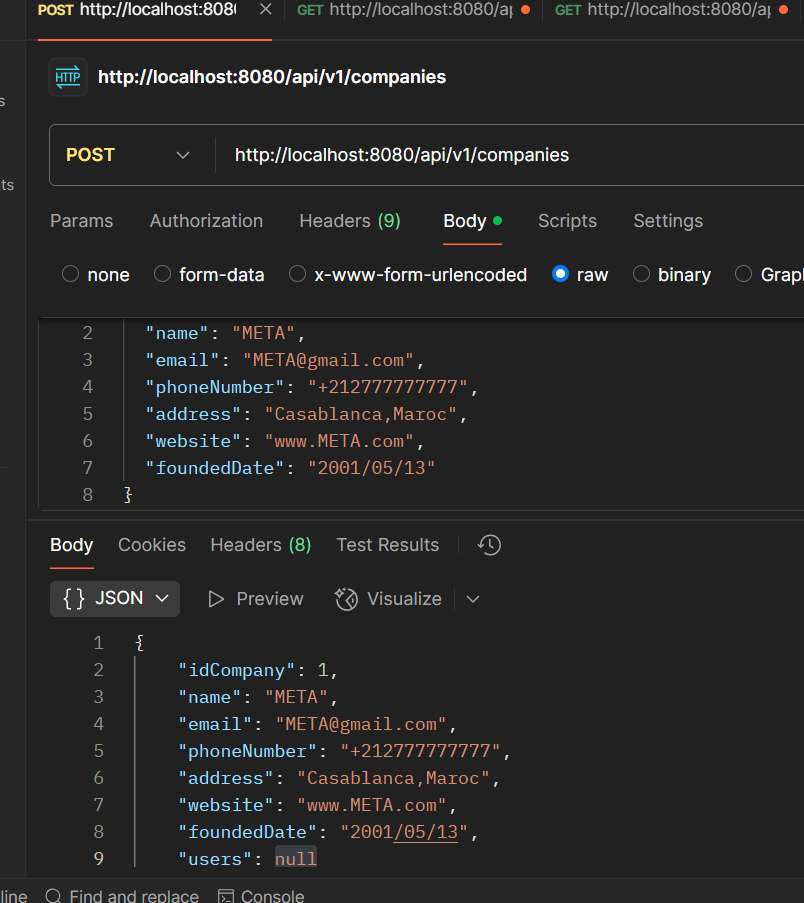 POST http://localhost:808 GET http://localhost:8080/ap GET http://localhost:8080/ap
HTTP http://localhost:8080/api/v1/companies
s
POST http://localhost:8080/api/v1/companies
ts
Params Authorization Headers (9) Body Scripts Settings
none form-data x-www-form-urlencoded raw binary Grap
2 "name": "META",
3 "email": "META@gmail.com",
4 "phoneNumber": "+212777777777",
5 "address": "Casablanca,Maroc",
6 "website": "www.META.com",
7 "foundedDate": "2001/05/13"
8 }
Body Cookies Headers (8) Test Results
{} JSON Preview Visualize
1 {
2 "idCompany": 1,
3 "name": "META",
4 "email": "META@gmail.com",
5 "phoneNumber": "+212777777777",
6 "address": "Casablanca,Maroc",
7 "website": "www.META.com",
8 "foundedDate": "2001/05/13",
9 "users": null
line Find and replace Console